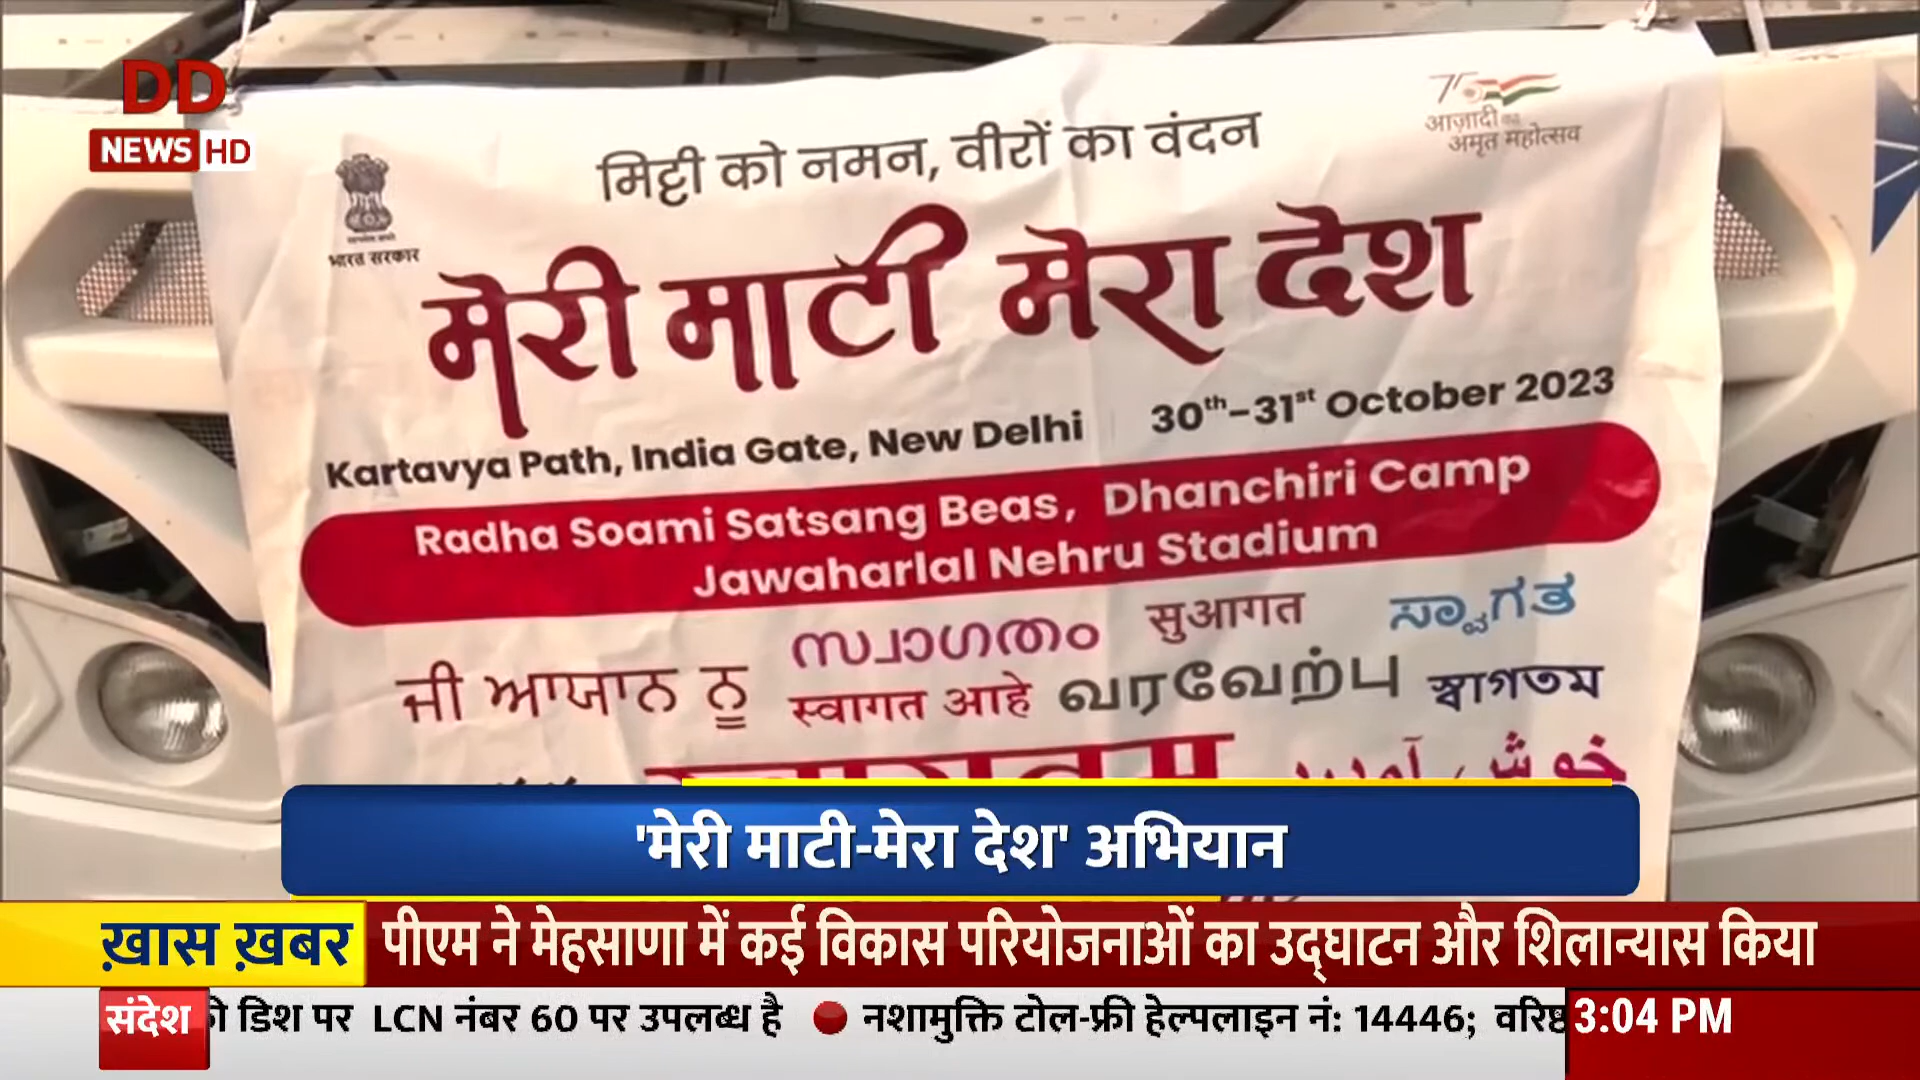 DD
NEWS HD
मिट्टी को नमन, वीरों का वंदन
आज़ादी का
अमृत महोत्सव
भारत सरकार
मेरी माटी मेरा देश
Kartavya Path, India Gate, New Delhi 30th-31st October 2023
Radha Soami Satsang Beas, Dhanchiri Camp
Jawaharlal Nehru Stadium
സ്വാഗതം सुआगत ಸ್ವಾಗತ
ਜੀ ਆਯਾਨ ਨੂ स्वागत आहे வரவேற்பு ସ୍ୱାଗତମ
'मेरी माटी-मेरा देश' अभियान
ख़ास ख़बर पीएम ने मेहसाणा में कई विकास परियोजनाओं का उद्घाटन और शिलान्यास किया
संदेश डिश पर LCN नंबर 60 पर उपलब्ध है ● नशामुक्ति टोल-फ्री हेल्पलाइन नं: 14446; 3:04 PM